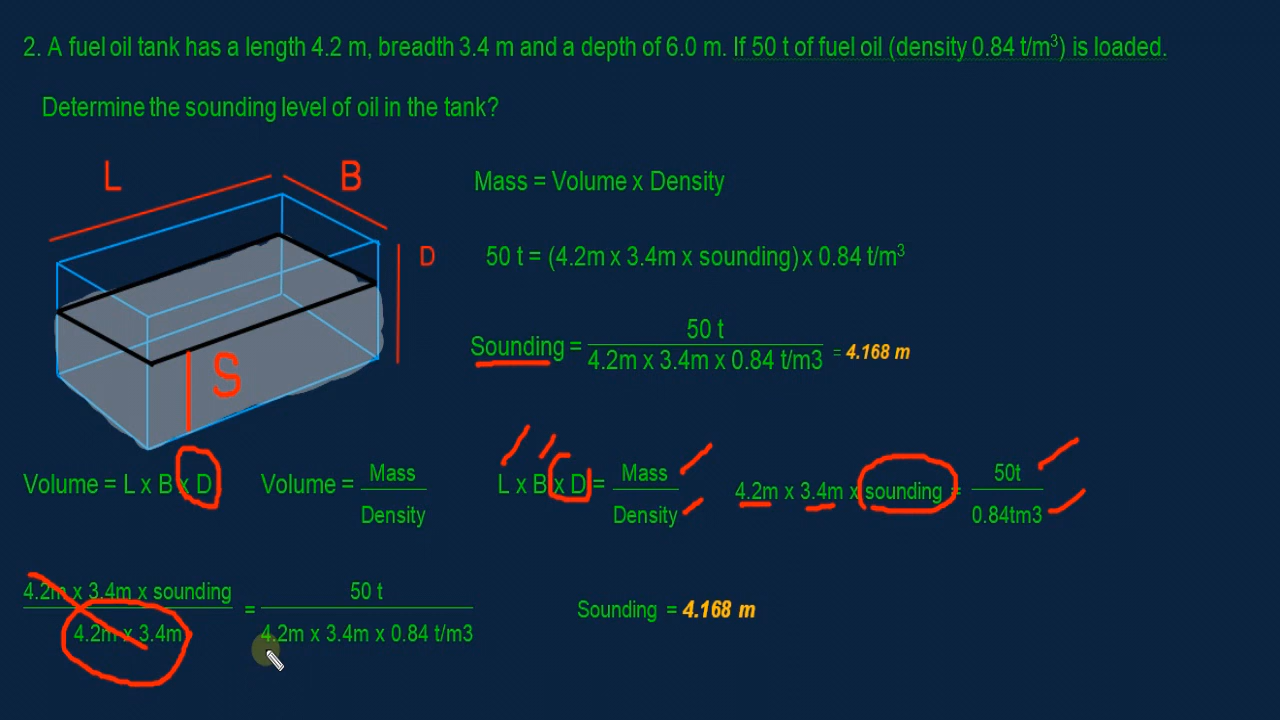 2. A fuel oil tank has a length 4.2 m, breadth 3.4 m and a depth of 6.0 m. If 50 t of fuel oil (density 0.84 t/m³) is loaded.
Determine the sounding level of oil in the tank?
L
B
D
S
Mass = Volume x Density
50 t = (4.2m x 3.4m x sounding) x 0.84 t/m³
Sounding = 50 t / 4.2m x 3.4m x 0.84 t/m3 = 4.168 m
Volume = L x B x D
Volume = Mass / Density
L x B x D = Mass / Density
4.2m x 3.4m x sounding = 50t / 0.84tm3
4.2m x 3.4m x sounding / 4.2m x 3.4m = 50 t / 4.2m x 3.4m x 0.84 t/m3
Sounding = 4.168 m